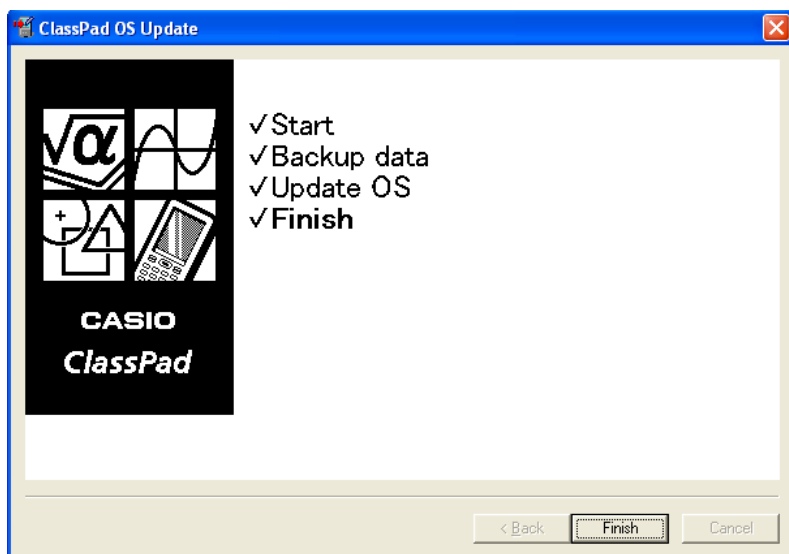 ClassPad OS Update
√α
√Start
√Backup data
√Update OS
√Finish
CASIO
ClassPad
< Back
Finish
Cancel